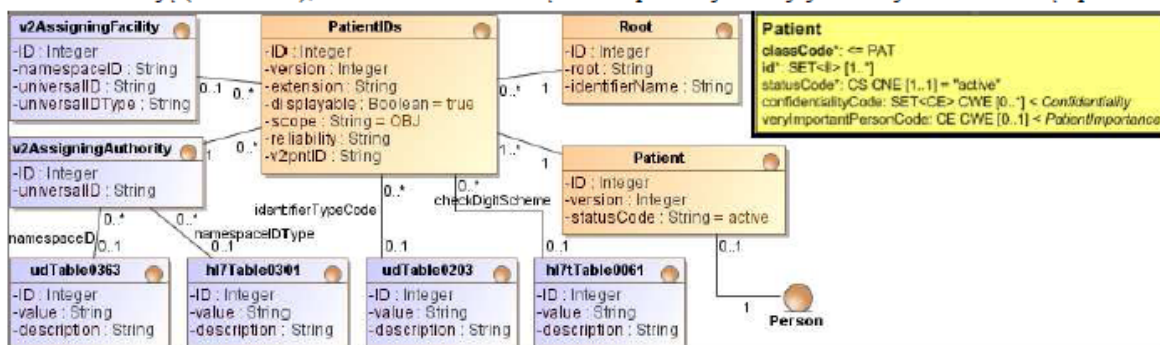 v2AssigningFacility
-ID : Integer
-namespaceID : String
-universalID : String
-universalIDType : String
PatientIDs
-ID : Integer
-version : Integer
-extension : String
-displayable : Boolean = true
-scope : String = OBJ
-reliability : String
-v2pntID : String
Root
-ID : Integer
-root : String
-identifierName : String
Patient
classCode*: <= PAT
id*: SET<II> [1..*]
statusCode*: CS CNE [1..1] = "active"
confidentialityCode: SET<CE> CWE [0..*] < Confidentiality
veryImportantPersonCode: CE CWE [0..1] < PatientImportance
0..1
0..*
0..*
1
v2AssigningAuthority
-ID : Integer
-universalID : String
1
0..*
1..*
1
Patient
-ID : Integer
-version : Integer
-statusCode : String = active
0..*
0..*
identifierTypeCode
checkDigitScheme
0..*
0..*
namespaceID
namespaceIDType
0..1
0..1
0..1
0..1
1
udTable0363
-ID : Integer
-value : String
-description : String
hl7Table0301
-ID : Integer
-value : String
-description : String
udTable0203
-ID : Integer
-value : String
-description : String
hl7tTable0061
-ID : Integer
-value : String
-description : String
1
Person